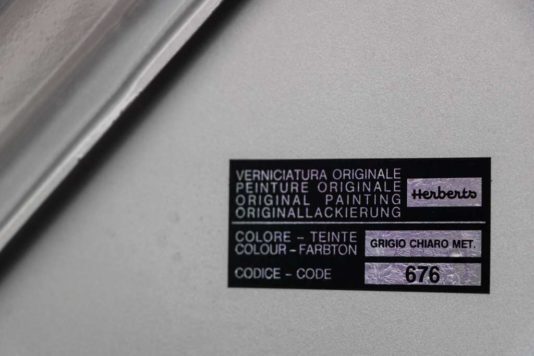 VERNICIATURA ORIGINALE
PEINTURE ORIGINALE
ORIGINAL PAINTING
ORIGINALLACKIERUNG
Herberts
COLORE - TEINTE
COLOUR - FARBTON
GRIGIO CHIARO MET.
CODICE - CODE
676